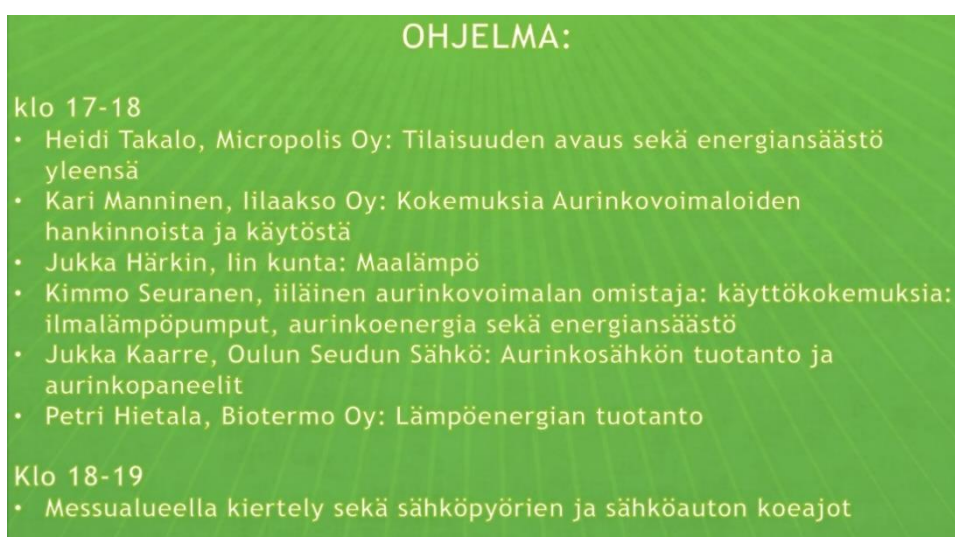 OHJELMA:
klo 17-18
• Heidi Takalo, Micropolis Oy: Tilaisuuden avaus sekä energiansäästö
yleensä
• Kari Manninen, Iilaakso Oy: Kokemuksia Aurinkovoimaloiden
hankinnoista ja käytöstä
• Jukka Härkin, Iin kunta: Maalämpö
• Kimmo Seuranen, iiläinen aurinkovoimalan omistaja: käyttökokemuksia:
ilmalämpöpumput, aurinkoenergia sekä energiansäästö
• Jukka Kaarre, Oulun Seudun Sähkö: Aurinkosähkön tuotanto ja
aurinkopaneelit
• Petri Hietala, Biotermo Oy: Lämpöenergian tuotanto
Klo 18-19
• Messualueella kiertely sekä sähköpyörien ja sähköauton koeajot